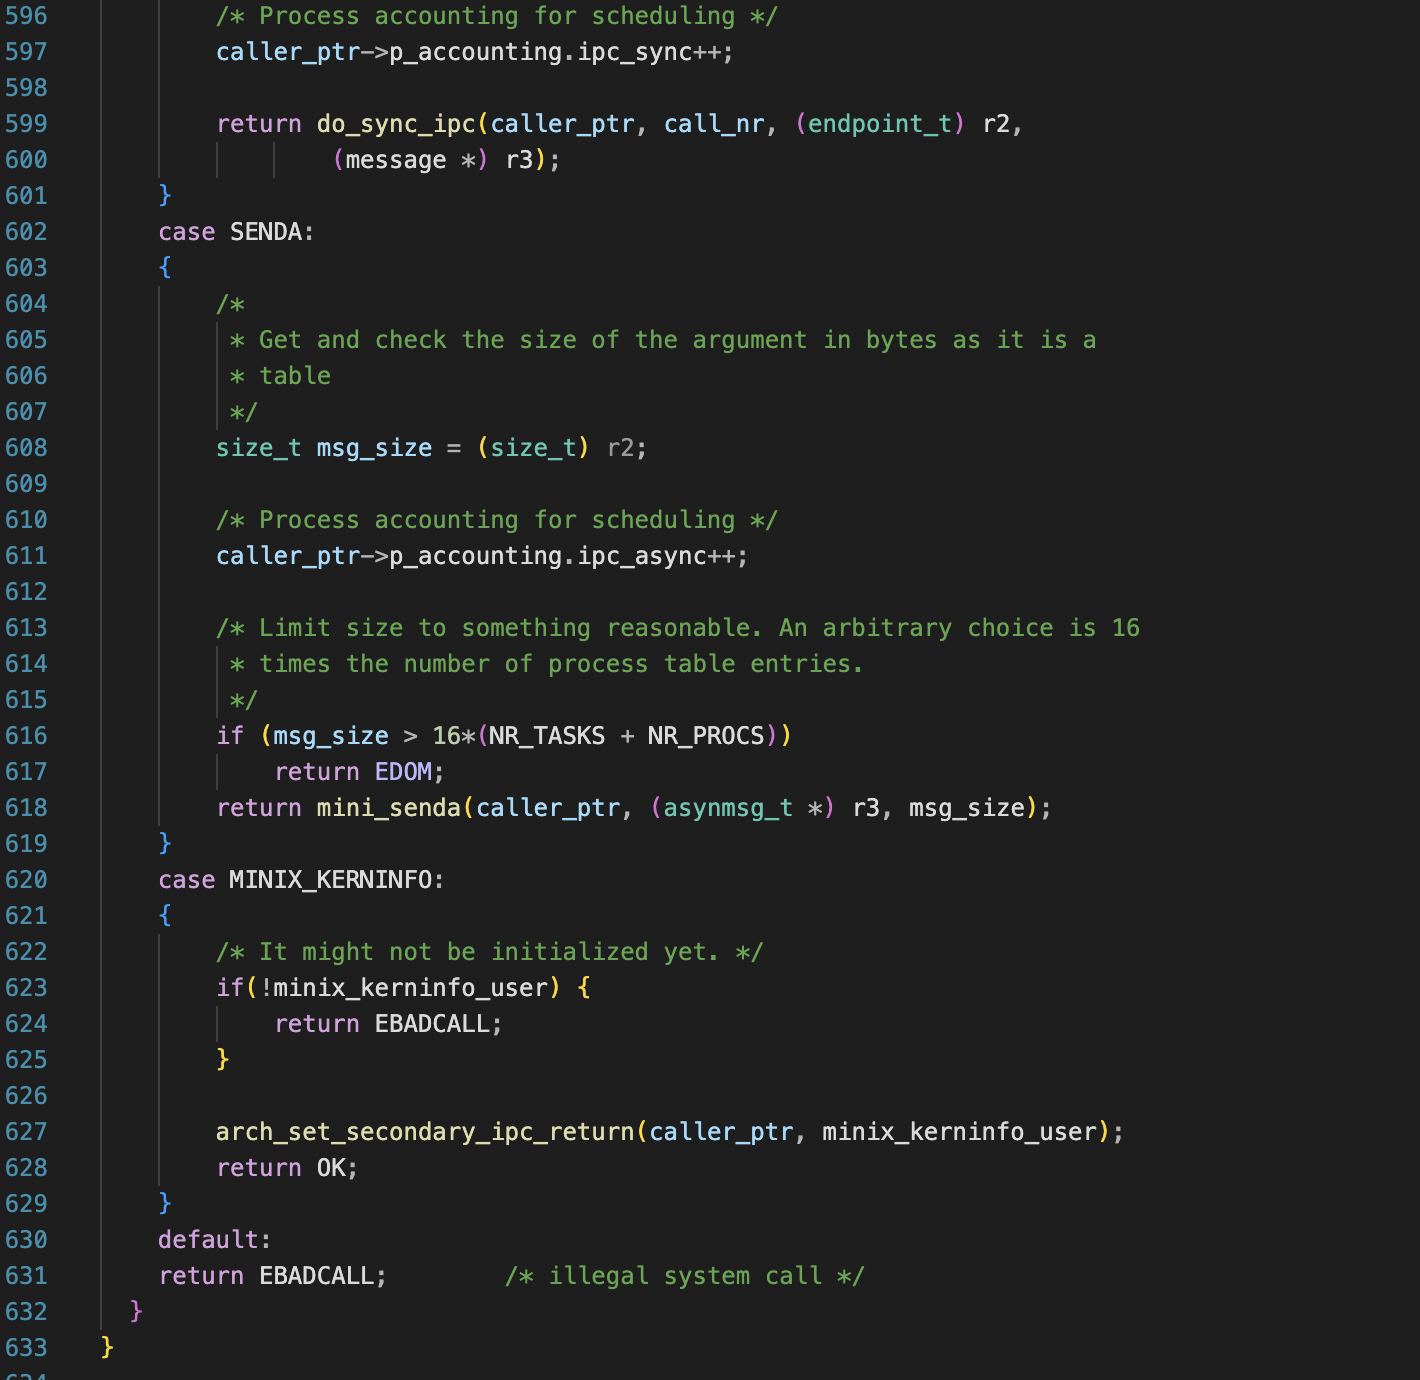 596 /* Process accounting for scheduling */
597 caller_ptr->p_accounting.ipc_sync++;
598
599 return do_sync_ipc(caller_ptr, call_nr, (endpoint_t) r2,
600 (message *) r3);
601 }
602 case SENDA:
603 {
604 /*
605 * Get and check the size of the argument in bytes as it is a
606 * table
607 */
608 size_t msg_size = (size_t) r2;
609
610 /* Process accounting for scheduling */
611 caller_ptr->p_accounting.ipc_async++;
612
613 /* Limit size to something reasonable. An arbitrary choice is 16
614 * times the number of process table entries.
615 */
616 if (msg_size > 16*(NR_TASKS + NR_PROCS))
617 return EDOM;
618 return mini_senda(caller_ptr, (asynmsg_t *) r3, msg_size);
619 }
620 case MINIX_KERNINFO:
621 {
622 /* It might not be initialized yet. */
623 if(!minix_kerninfo_user) {
624 return EBADCALL;
625 }
626
627 arch_set_secondary_ipc_return(caller_ptr, minix_kerninfo_user);
628 return OK;
629 }
630 default:
631 return EBADCALL; /* illegal system call */
632 }
633 }